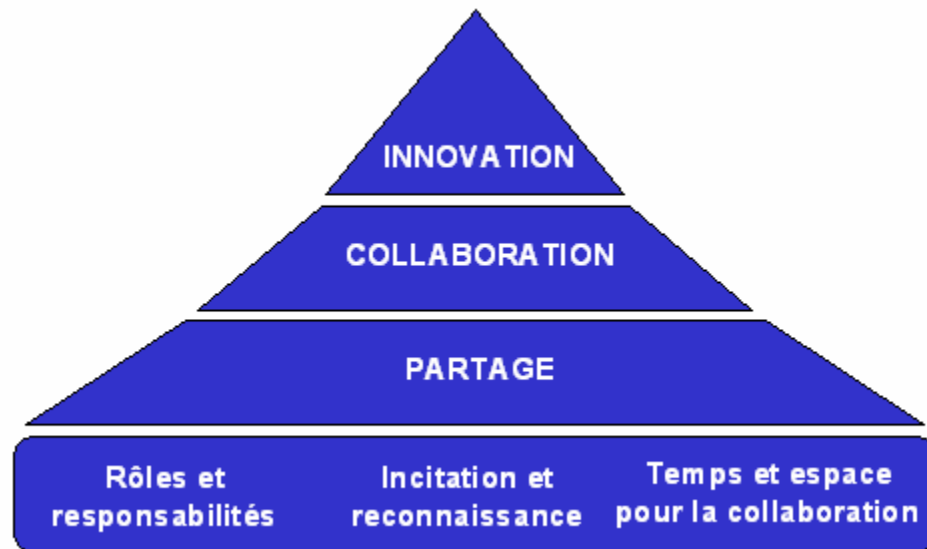 INNOVATION
COLLABORATION
PARTAGE
Rôles et
responsabilités
Incitation et
reconnaissance
Temps et espace
pour la collaboration